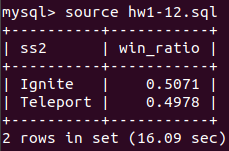 mysql> source hw1-12.sql
+----------+-----------+
| ss2      | win_ratio |
+----------+-----------+
| Ignite   |    0.5071 |
| Teleport |    0.4978 |
+----------+-----------+
2 rows in set (16.09 sec)